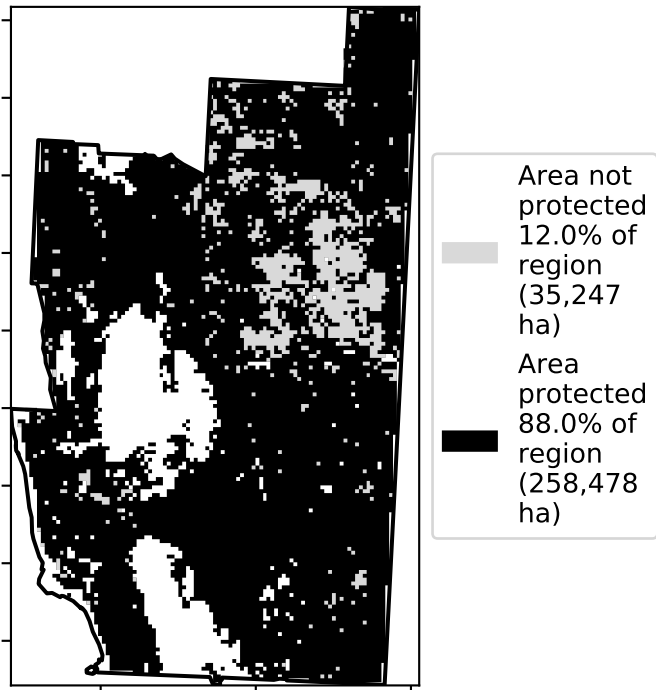 Area not
protected
12.0% of
region
(35,247
ha)
Area
protected
88.0% of
region
(258,478
ha)